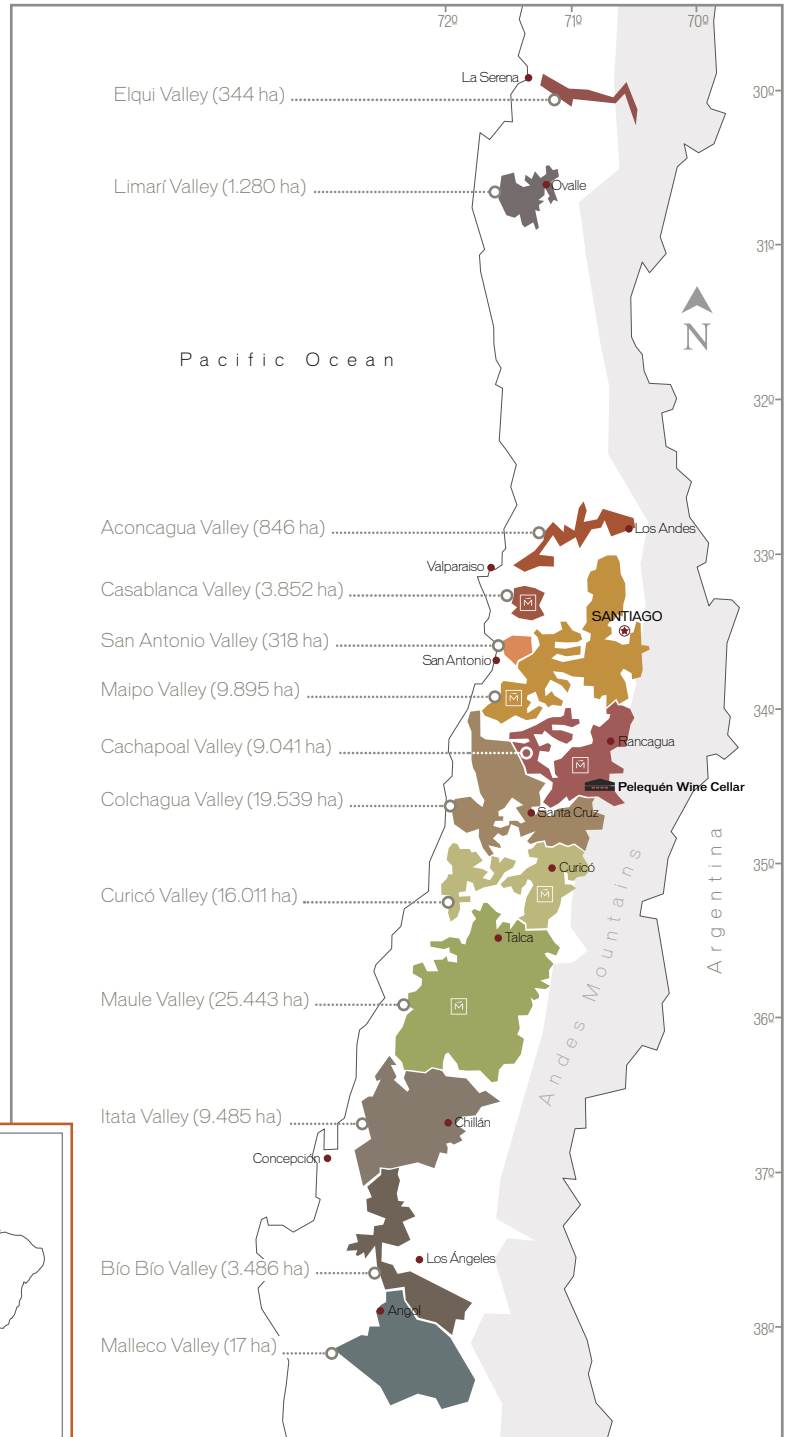 72º 71º 70º
La Serena
Elqui Valley (344 ha)
30º
Limarí Valley (1.280 ha)
Ovalle
31º
N
Pacific Ocean
32º
Aconcagua Valley (846 ha)
Los Andes
33º
Valparaiso
Casablanca Valley (3.852 ha)
M
SANTIAGO
San Antonio Valley (318 ha)
San Antonio
Maipo Valley (9.895 ha)
M
34º
Rancagua
Cachapoal Valley (9.041 ha)
M
Pelequén Wine Cellar
Colchagua Valley (19.539 ha)
Santa Cruz
35º
Curicó
Curicó Valley (16.011 ha)
M
Argentina
Talca
Andes Mountains
Maule Valley (25.443 ha)
M
36º
Itata Valley (9.485 ha)
Chillán
Concepción
37º
Los Ángeles
Bío Bío Valley (3.486 ha)
Angol
38º
Malleco Valley (17 ha)